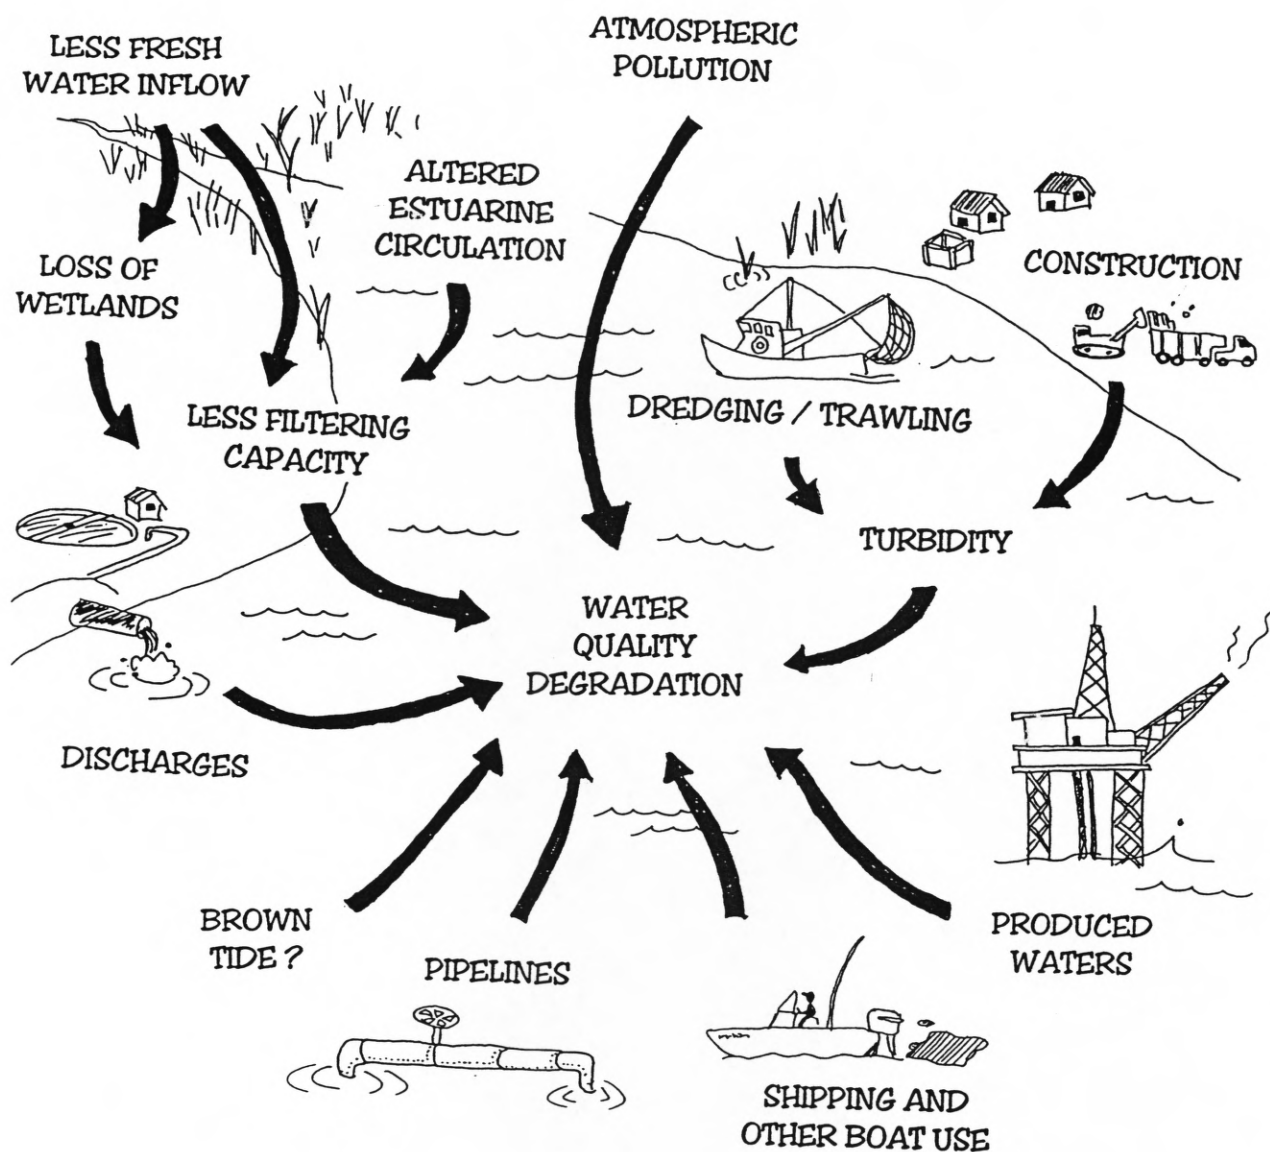 LESS FRESH
WATER INFLOW
ATMOSPHERIC
POLLUTION
ALTERED
ESTUARINE
CIRCULATION
LOSS OF
WETLANDS
CONSTRUCTION
LESS FILTERING
CAPACITY
DREDGING / TRAWLING
TURBIDITY
WATER
QUALITY
DEGRADATION
DISCHARGES
BROWN
TIDE ?
PIPELINES
PRODUCED
WATERS
SHIPPING AND
OTHER BOAT USE